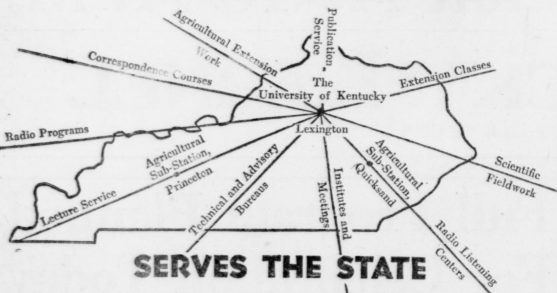 Publication
Service
Agricultural Extension
Work
The
University of Kentucky
Correspondence Courses
Extension Classes
Radio Programs
Lexington
Agricultural
Sub-Station,
Princeton
Agricultural
Sub-Station,
Quicksand
Scientific
Fieldwork
Lecture Service
Technical and Advisory
Bureaus
Institutes and
Meetings
Radio Listening
Centers
SERVES THE STATE